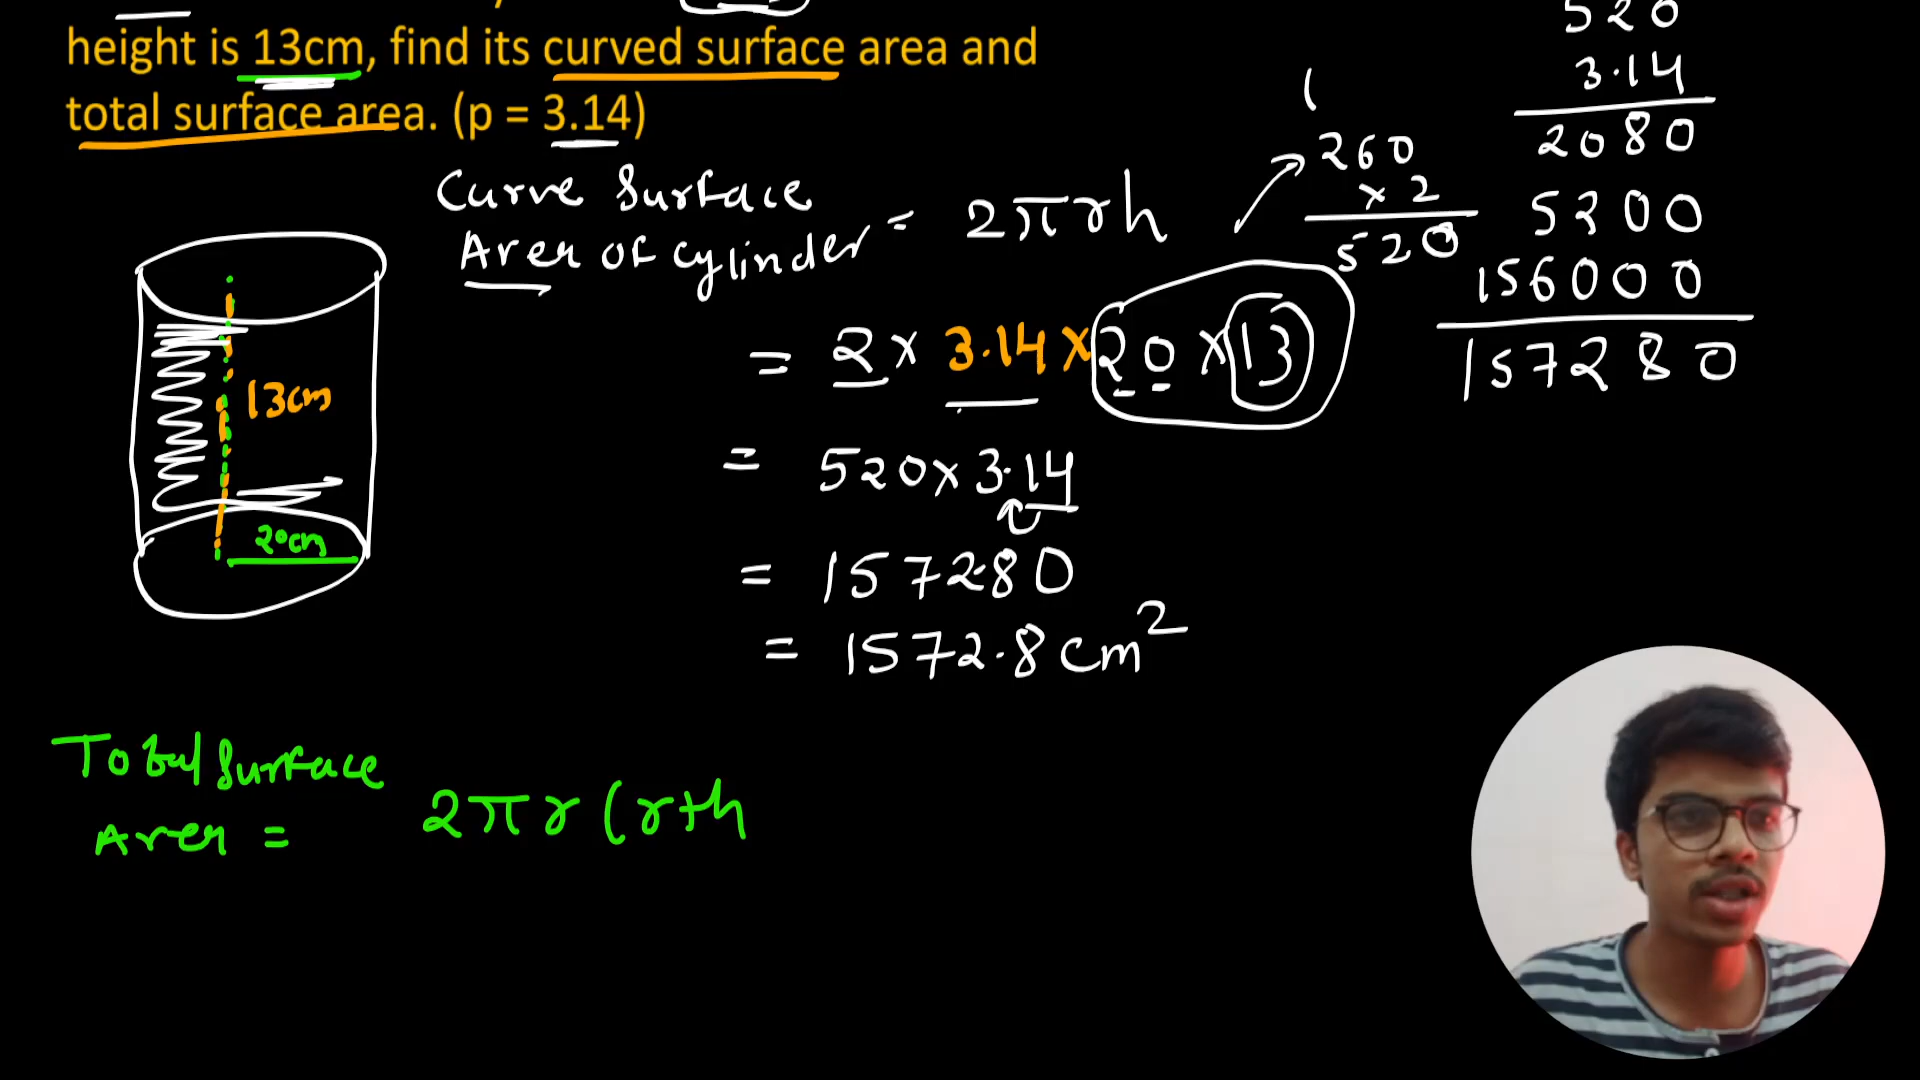 height is 13cm, find its curved surface area and
total surface area. (p = 3.14)
Curve Surface
Area of cylinder = 2πrh
= 2 × 3.14 × 20 × 13
= 520 × 3.14
= 1572.80
= 1572.8 cm²
260
× 2
520
520
3.14
2080
5200
156000
157280
13cm
20cm
Total Surface
Area = 2πr (r+h